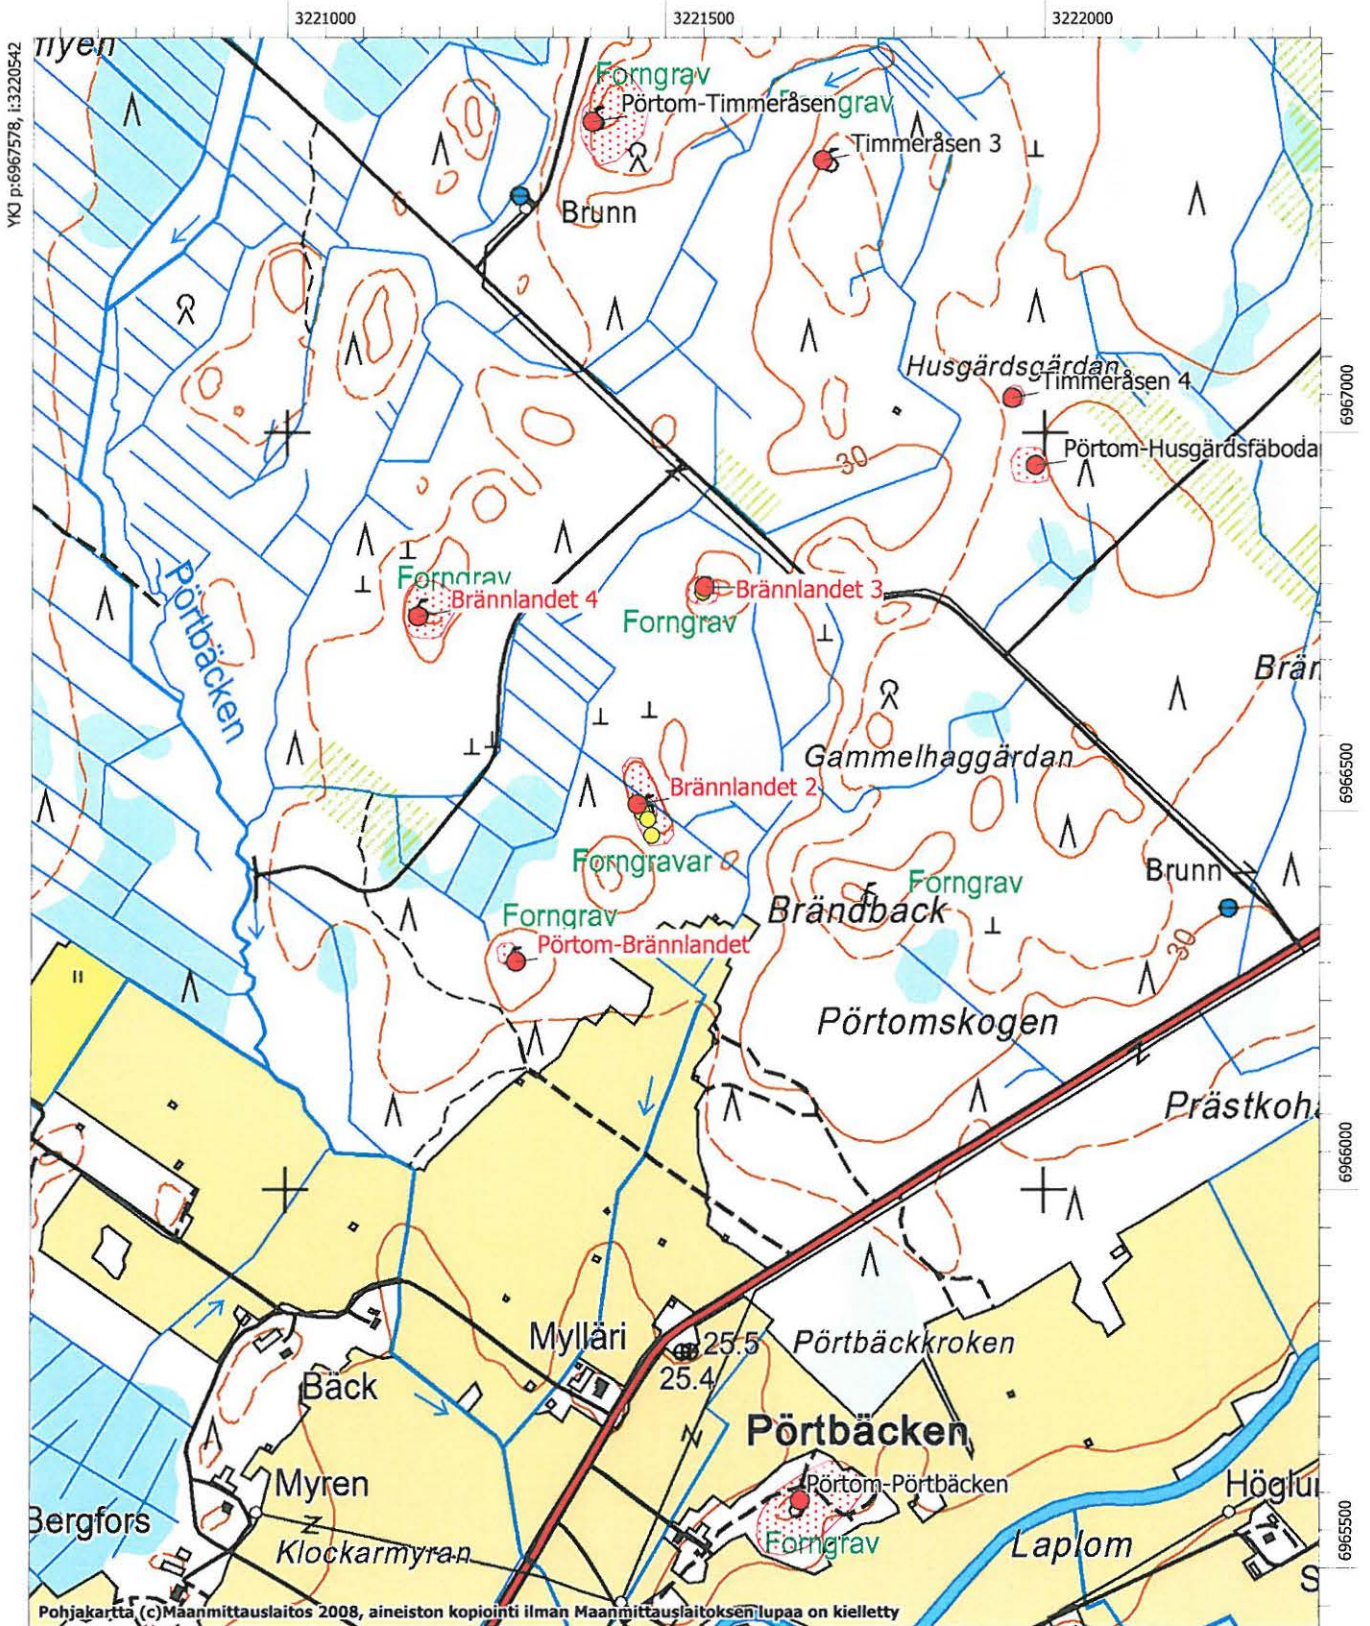 3221000
3221500
3222000
YKJ p:6967578, i:3220542
Forngrav
Pörtom-Timmeråsen
Timmeråsen 3
Brunn
Husgärdsgärdan
Timmeråsen 4
6967000
30
Pörtom-Husgärdsfäboda
Pörtbäcken
Forngrav
Brännlandet 4
Brännlandet 3
Forngrav
Brän
Gammelhaggärdan
6966500
Brännlandet 2
Forngravar
Brunn
Forngrav
Brändback
Forngrav
Pörtom-Brännlandet
30
Pörtomskogen
Prästkoh
6966000
Mylläri
25.5
25.4
Pörtbäckkroken
Bäck
Pörtbäcken
Myren
Pörtom-Pörtbäcken
Höglu
Bergfors
Klockarmyran
Forngrav
Laplom
6965500
S
Pohjakartta (c)Maanmittauslaitos 2008, aineiston kopiointi ilman Maanmittauslaitoksen lupaa on kielletty